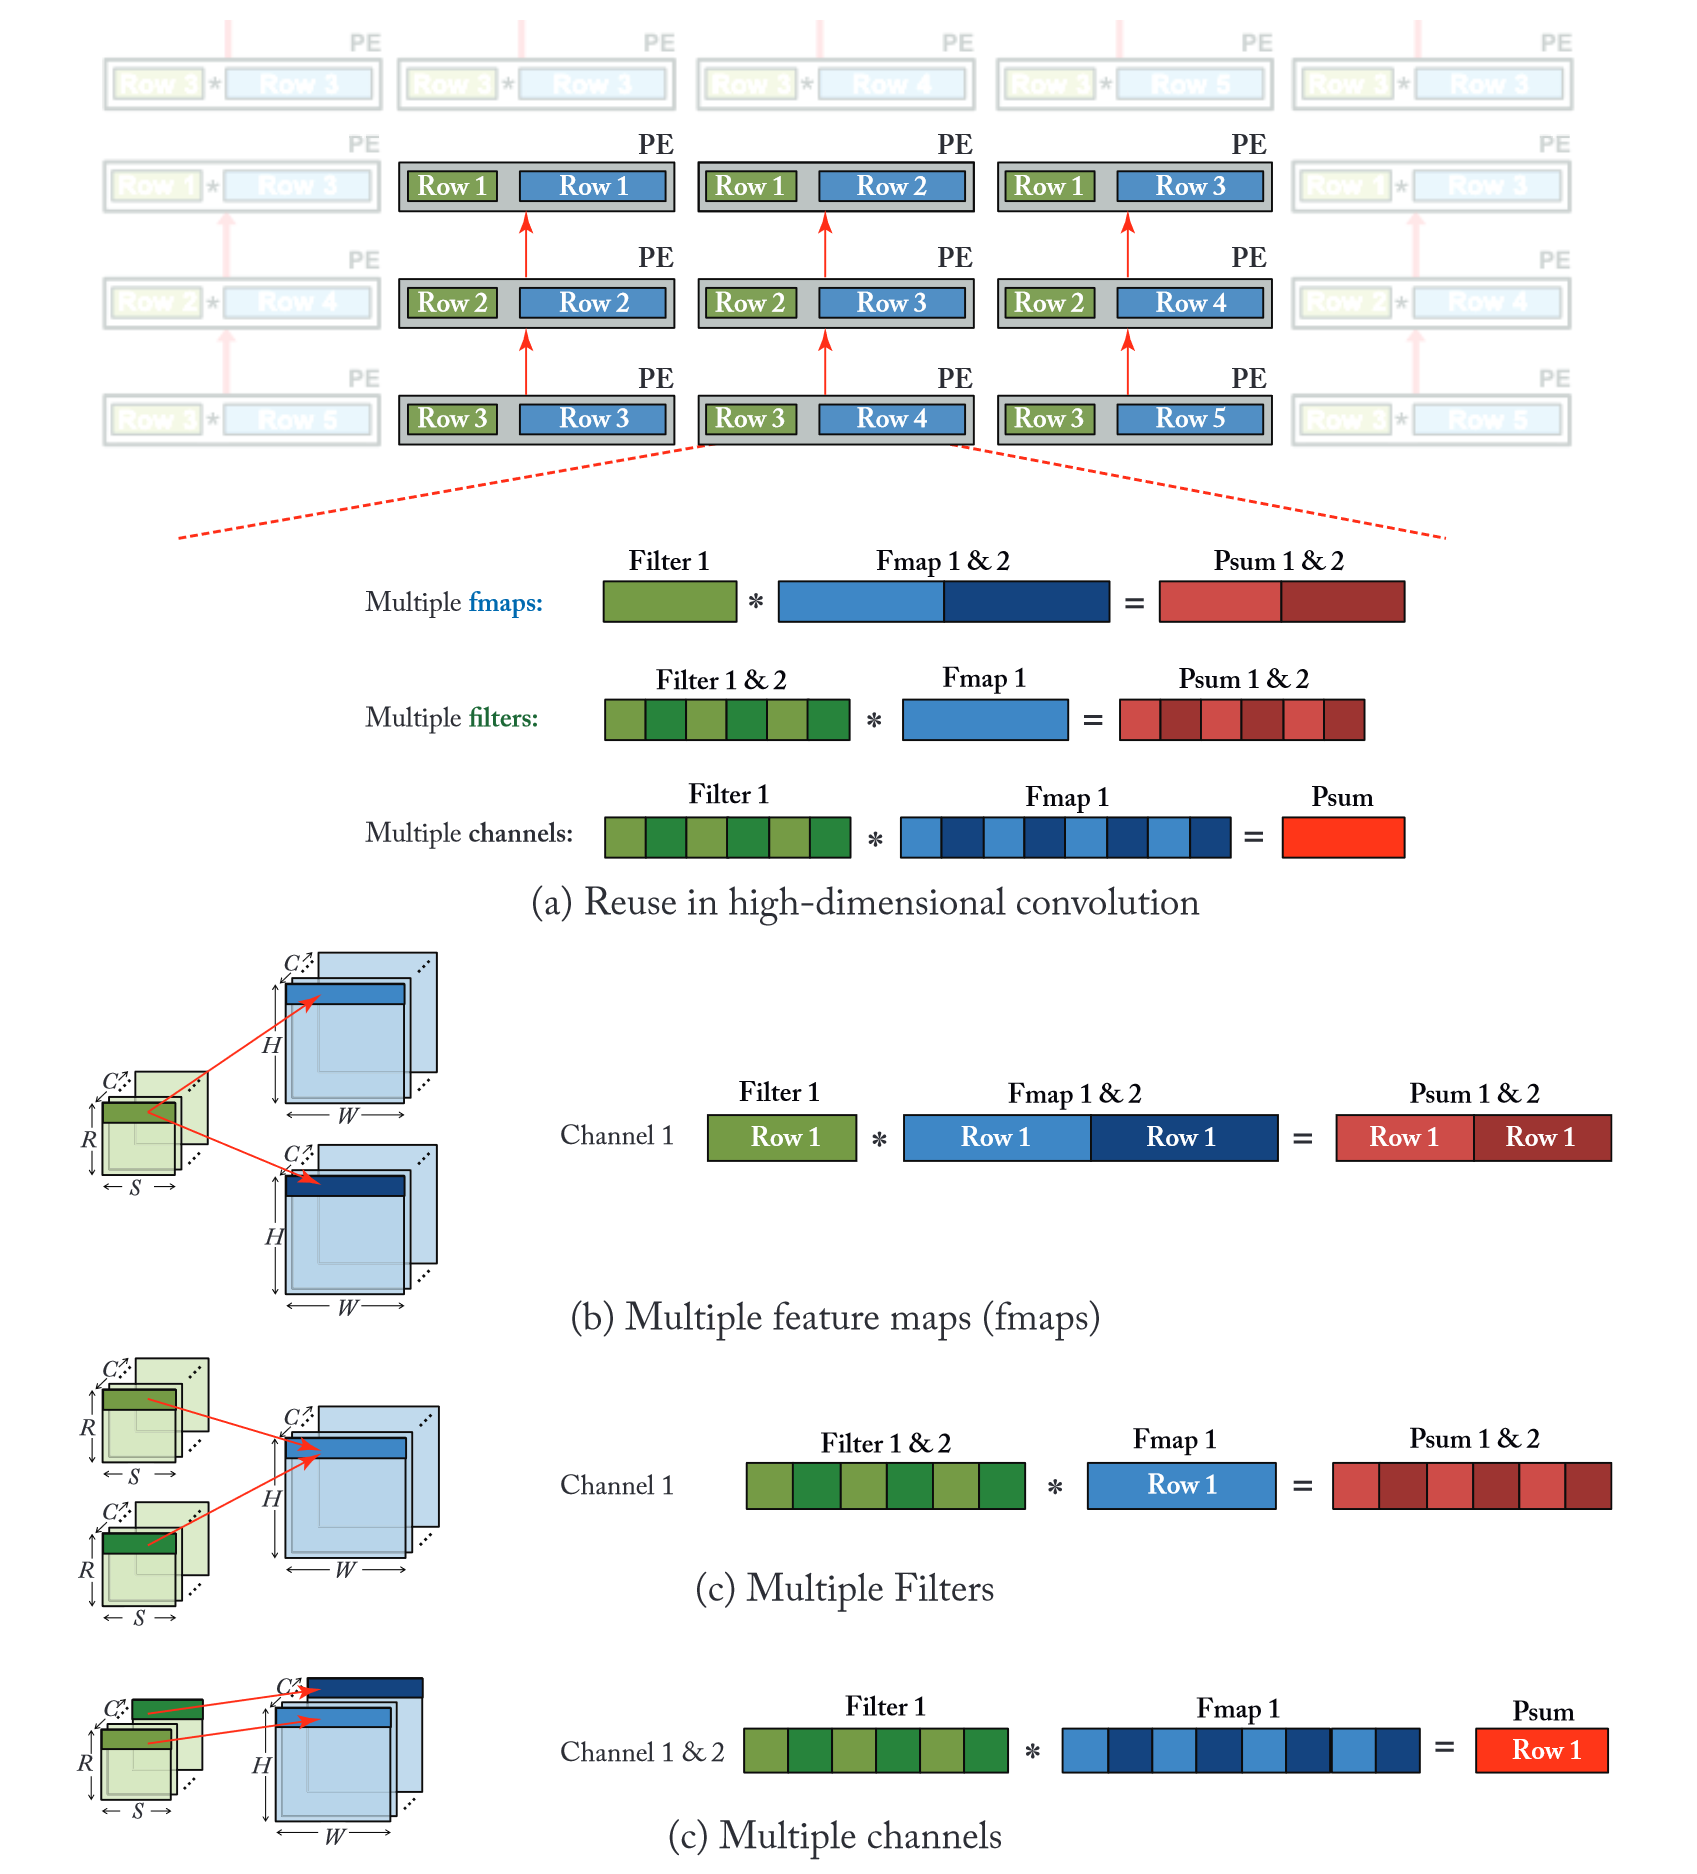 PE PE PE PE PE
Row 3 * Row 3 Row 3 * Row 3 Row 3 * Row 4 Row 3 * Row 5 Row 3 * Row 3
PE PE PE PE PE
Row 1 * Row 3 Row 1 Row 1 Row 1 Row 2 Row 1 Row 3 Row 1 * Row 3
PE PE PE PE PE
Row 2 * Row 4 Row 2 Row 2 Row 2 Row 3 Row 2 Row 4 Row 2 * Row 4
PE PE PE PE PE
Row 3 * Row 5 Row 3 Row 3 Row 3 Row 4 Row 3 Row 5 Row 3 * Row 5
Filter 1 Fmap 1 & 2 Psum 1 & 2
Multiple fmaps: * =
Filter 1 & 2 Fmap 1 Psum 1 & 2
Multiple filters: * =
Filter 1 Fmap 1 Psum
Multiple channels: * =
(a) Reuse in high-dimensional convolution
C
H
W
C
R
S
C
H
W
Filter 1 Fmap 1 & 2 Psum 1 & 2
Channel 1 Row 1 * Row 1 Row 1 = Row 1 Row 1
(b) Multiple feature maps (fmaps)
C
R
S
C
H
W
C
R
S
Filter 1 & 2 Fmap 1 Psum 1 & 2
Channel 1 * Row 1 =
(c) Multiple Filters
C
R
S
C
H
W
Filter 1 Fmap 1 Psum
Channel 1 & 2 * = Row 1
(c) Multiple channels